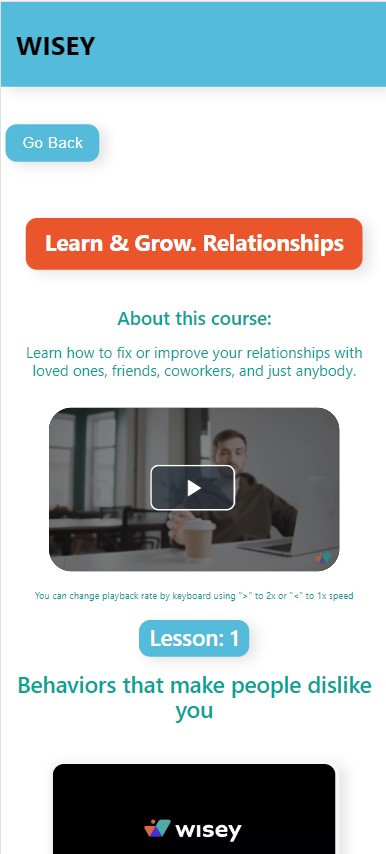 WISEY
Go Back
Learn & Grow. Relationships
About this course:
Learn how to fix or improve your relationships with
loved ones, friends, coworkers, and just anybody.
You can change playback rate by keyboard using ">" to 2x or "<" to 1x speed
Lesson: 1
Behaviors that make people dislike
you
wisey